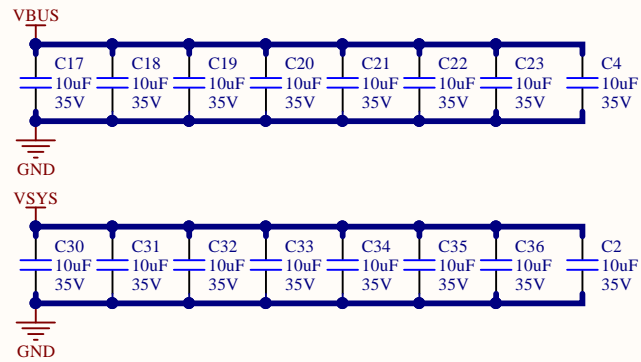 VBUS
C17 C18 C19 C20 C21 C22 C23 C4
10uF 10uF 10uF 10uF 10uF 10uF 10uF 10uF
35V 35V 35V 35V 35V 35V 35V 35V
GND
VSYS
C30 C31 C32 C33 C34 C35 C36 C2
10uF 10uF 10uF 10uF 10uF 10uF 10uF 10uF
35V 35V 35V 35V 35V 35V 35V 35V
GND